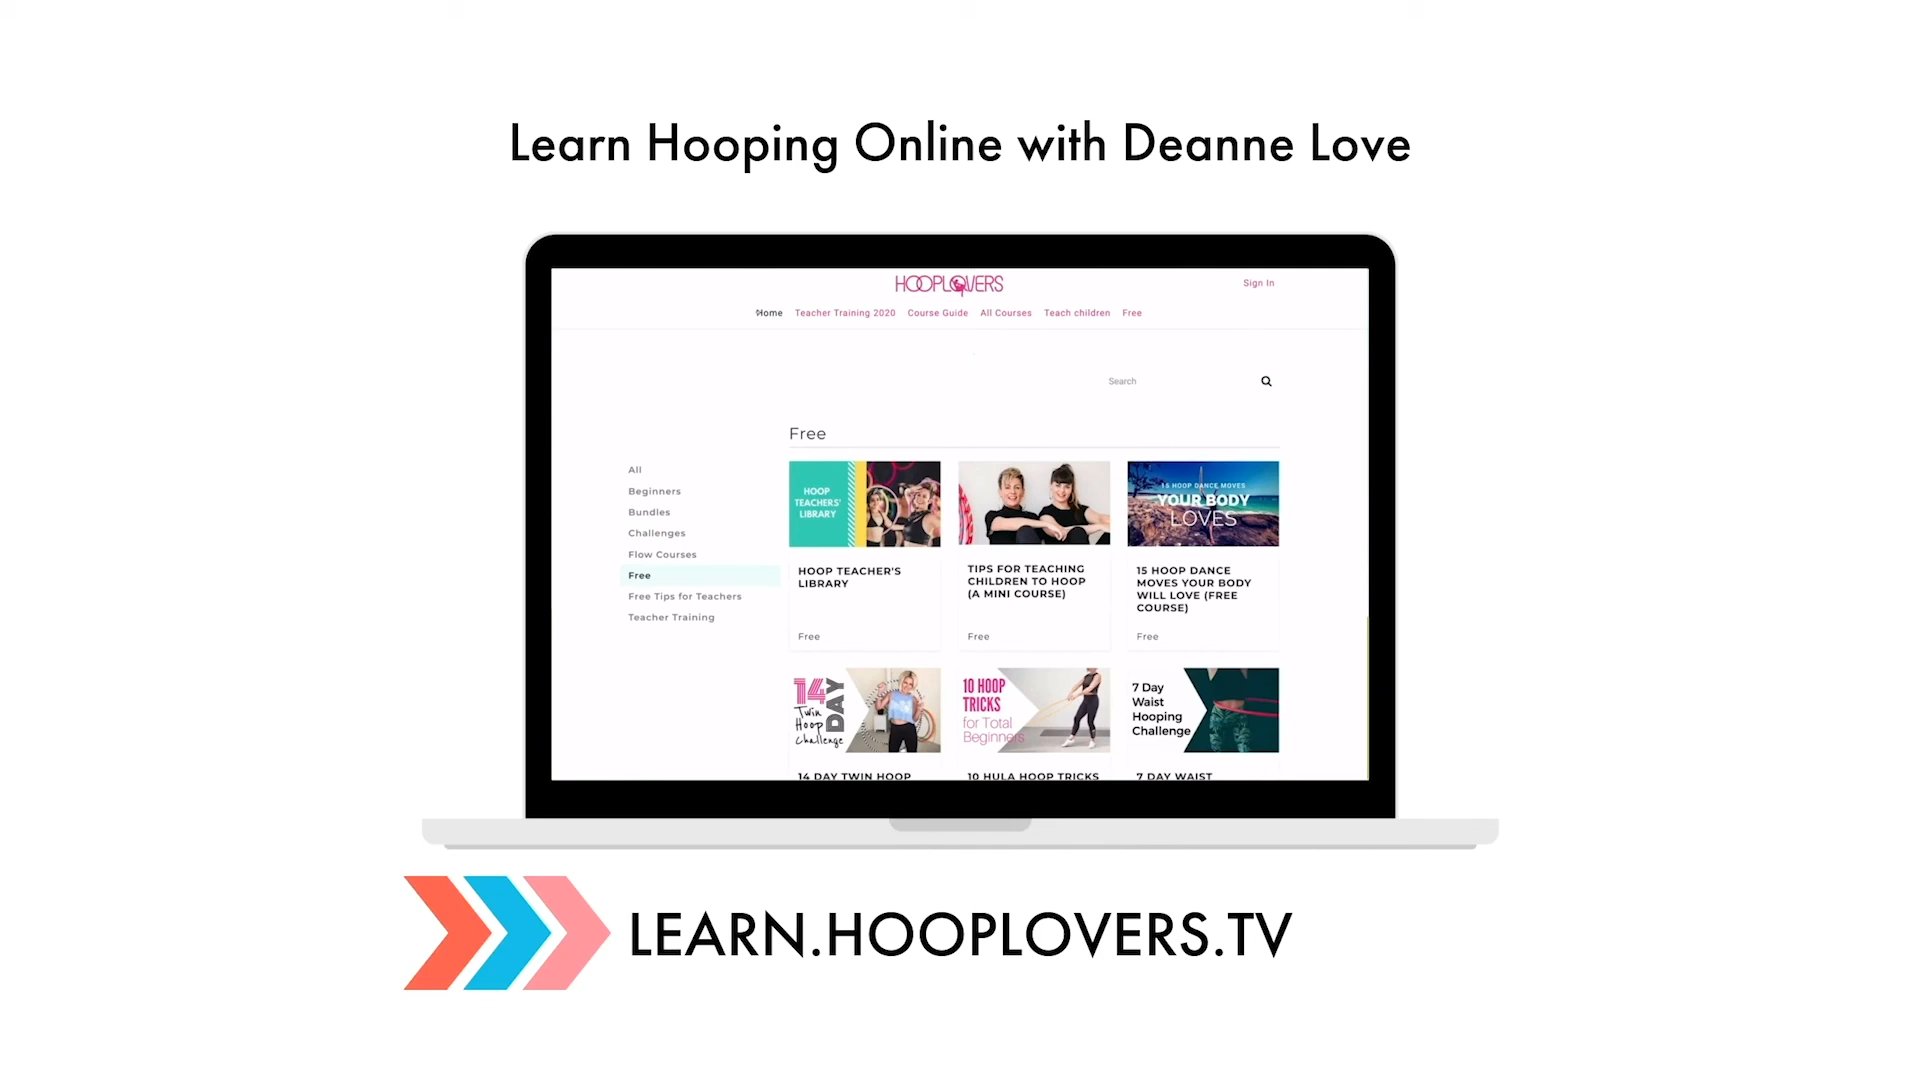 Learn Hooping Online with Deanne Love
HOOPLOVERS
Sign In
Home Teacher Training 2020 Course Guide All Courses Teach children Free
Search
Free
All
Beginners
Bundles
Challenges
Flow Courses
Free
Free Tips for Teachers
Teacher Training
HOOP
TEACHERS'
LIBRARY
15 HOOP DANCE MOVES
YOUR BODY
LOVES
HOOP TEACHER'S
LIBRARY
Free
TIPS FOR TEACHING
CHILDREN TO HOOP
(A MINI COURSE)
Free
15 HOOP DANCE
MOVES YOUR BODY
WILL LOVE (FREE
COURSE)
Free
14 DAY
Twin
Hoop
Challenge
10 HOOP
TRICKS
for Total
Beginners
7 Day
Waist
Hooping
Challenge
14 DAY TWIN HOOP
10 HULA HOOP TRICKS
7 DAY WAIST
LEARN.HOOPLOVERS.TV